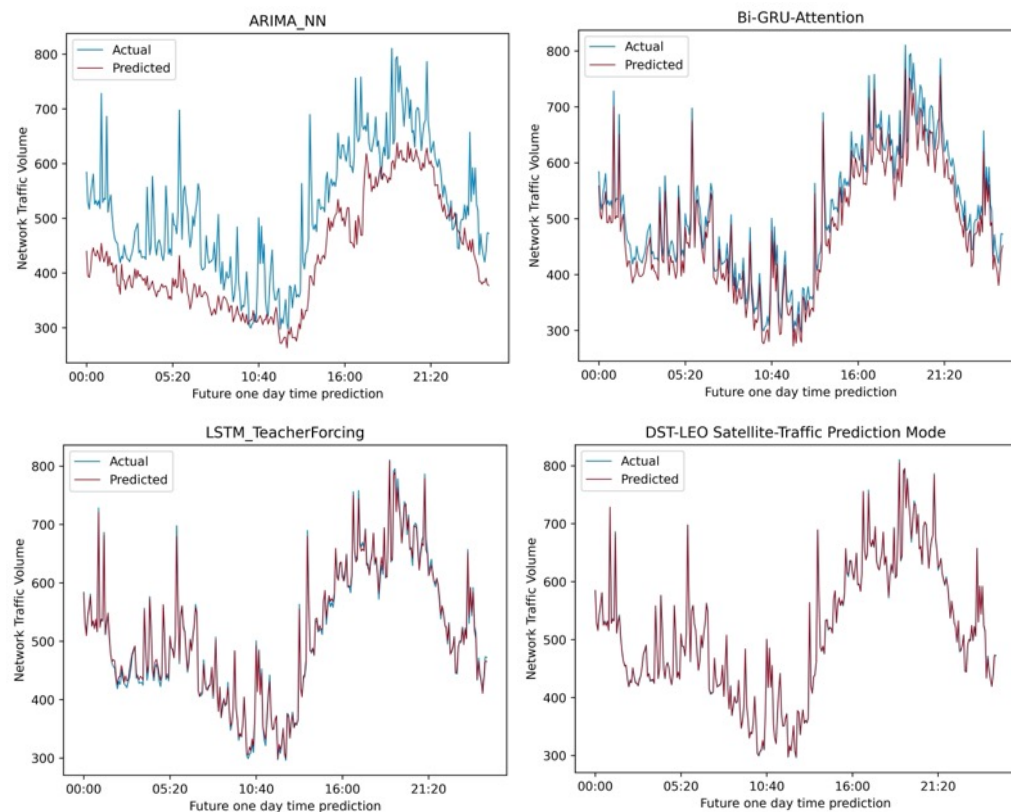 ARIMA_NN
Actual
Predicted
Network Traffic Volume
800
700
600
500
400
300
00:00 05:20 10:40 16:00 21:20
Future one day time prediction
Bi-GRU-Attention
Actual
Predicted
Network Traffic Volume
800
700
600
500
400
300
00:00 05:20 10:40 16:00 21:20
Future one day time prediction
LSTM_TeacherForcing
Actual
Predicted
Network Traffic Volume
800
700
600
500
400
300
00:00 05:20 10:40 16:00 21:20
Future one day time prediction
DST-LEO Satellite-Traffic Prediction Mode
Actual
Predicted
Network Traffic Volume
800
700
600
500
400
300
00:00 05:20 10:40 16:00 21:20
Future one day time prediction